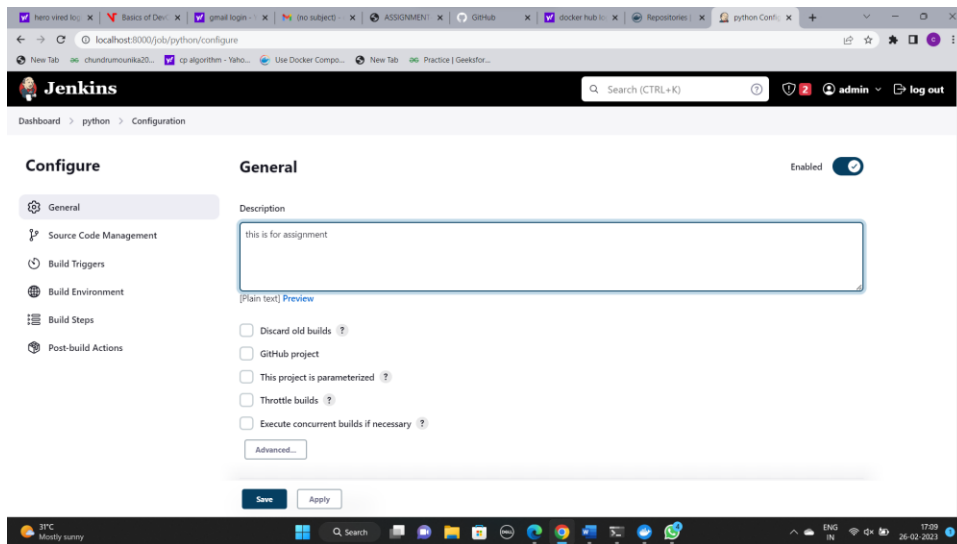 hero vired log
Basics of Dev
gmail login -
(no subject) -
ASSIGNMENT
GitHub
docker hub lo
Repositories |
python Config
localhost:8000/job/python/configure
New Tab
chundrumounika20...
cp algorithm - Yaho...
Use Docker Compo...
New Tab
Practice | Geeksfor...
Jenkins
Search (CTRL+K)
?
2
admin
log out
Dashboard > python > Configuration
Configure
General
Enabled
General
Source Code Management
Build Triggers
Build Environment
Build Steps
Post-build Actions
Description
this is for assignment
[Plain text] Preview
Discard old builds ?
GitHub project
This project is parameterized ?
Throttle builds ?
Execute concurrent builds if necessary ?
Advanced...
Save
Apply
31°C
Mostly sunny
Search
ENG
IN
17:09
26-02-2023